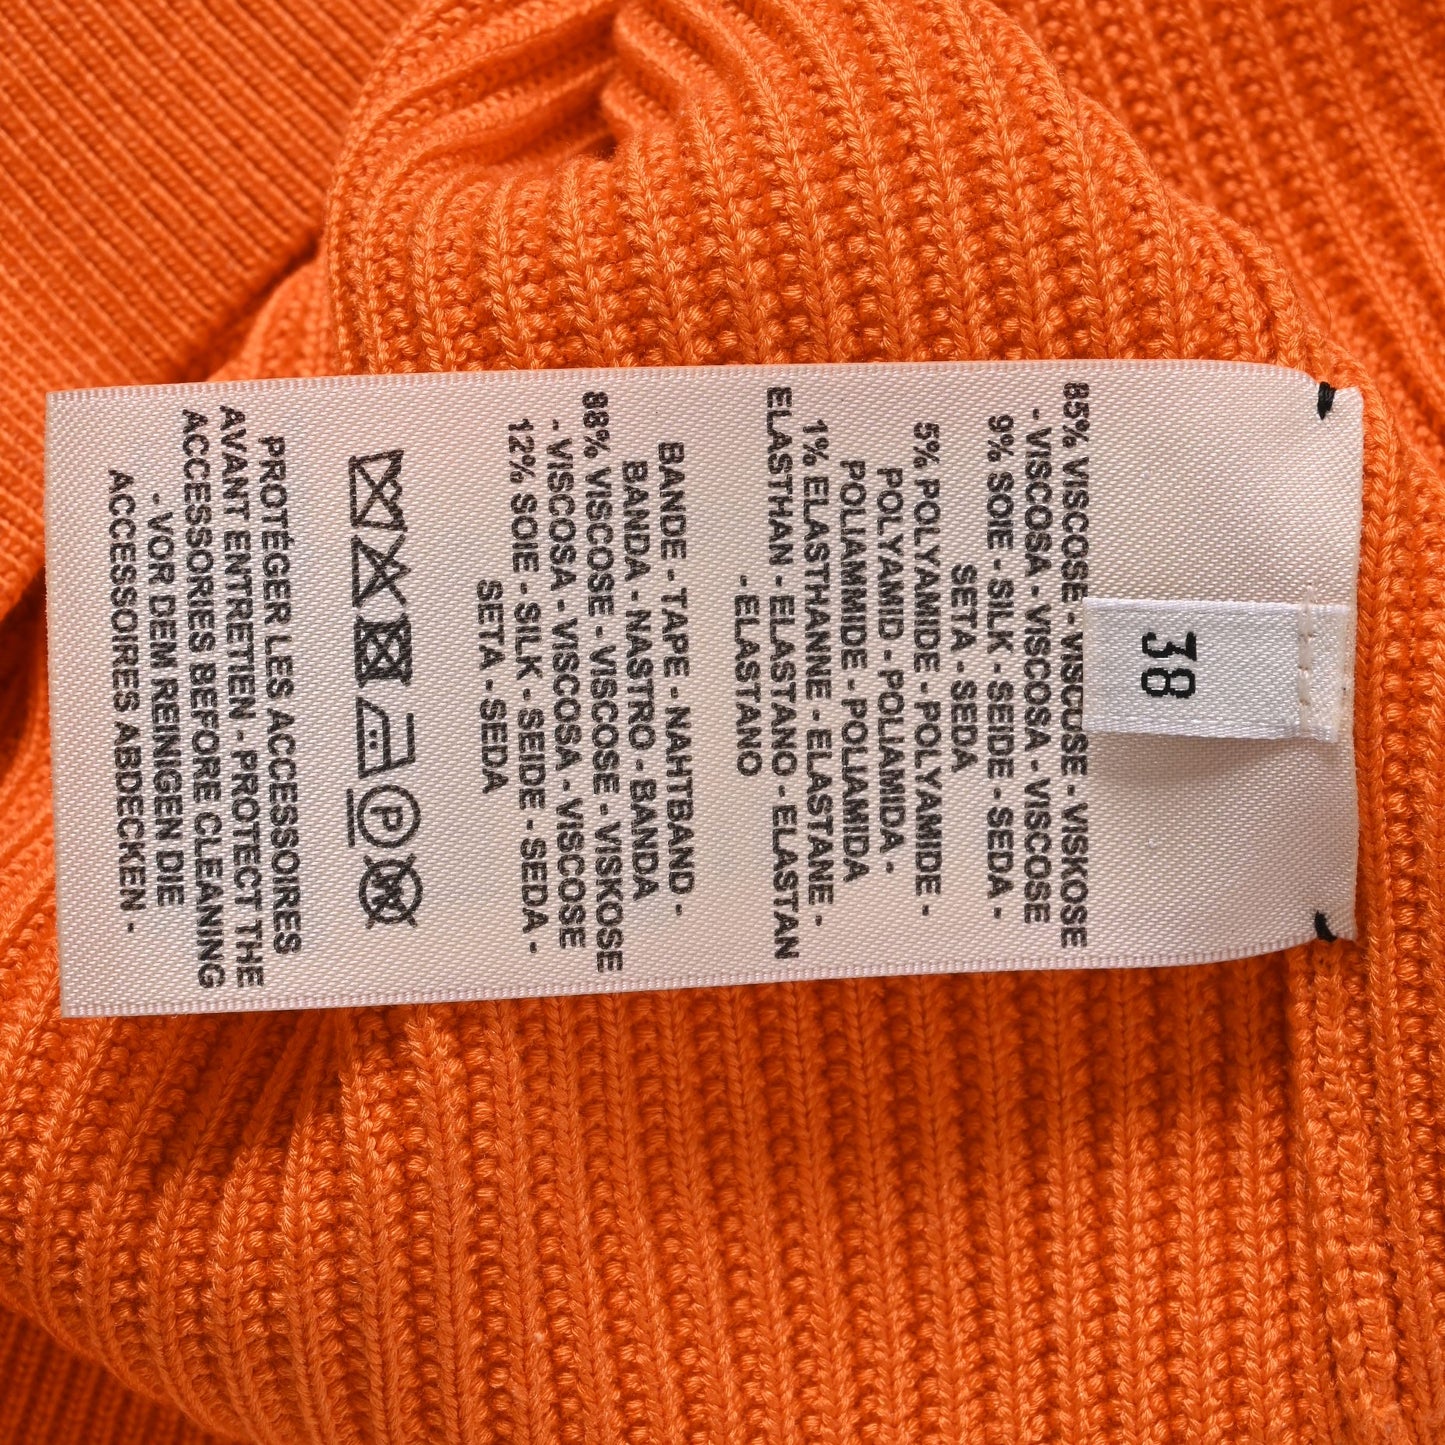 38
85% VISCOSE - VISCOSE - VISKOSE
- VISCOSA - VISCOSA - VISCOSE
9% SOIE - SILK - SEIDE - SEDA -
SETA - SEDA
5% POLYAMIDE - POLYAMIDE -
POLYAMID - POLIAMIDA -
POLIAMMIDE - POLIAMIDA
1% ELASTHANNE - ELASTANE -
ELASTHAN - ELASTANO - ELASTAN
- ELASTANO
BANDE - TAPE - NAHTBAND -
BANDA - NASTRO - BANDA
88% VISCOSE - VISCOSE - VISKOSE
- VISCOSA - VISCOSA - VISCOSE
12% SOIE - SILK - SEIDE - SEDA -
SETA - SEDA
P
PROTÉGER LES ACCESSOIRES
AVANT ENTRETIEN - PROTECT THE
ACCESSORIES BEFORE CLEANING
- VOR DEM REINIGEN DIE
ACCESSOIRES ABDECKEN -